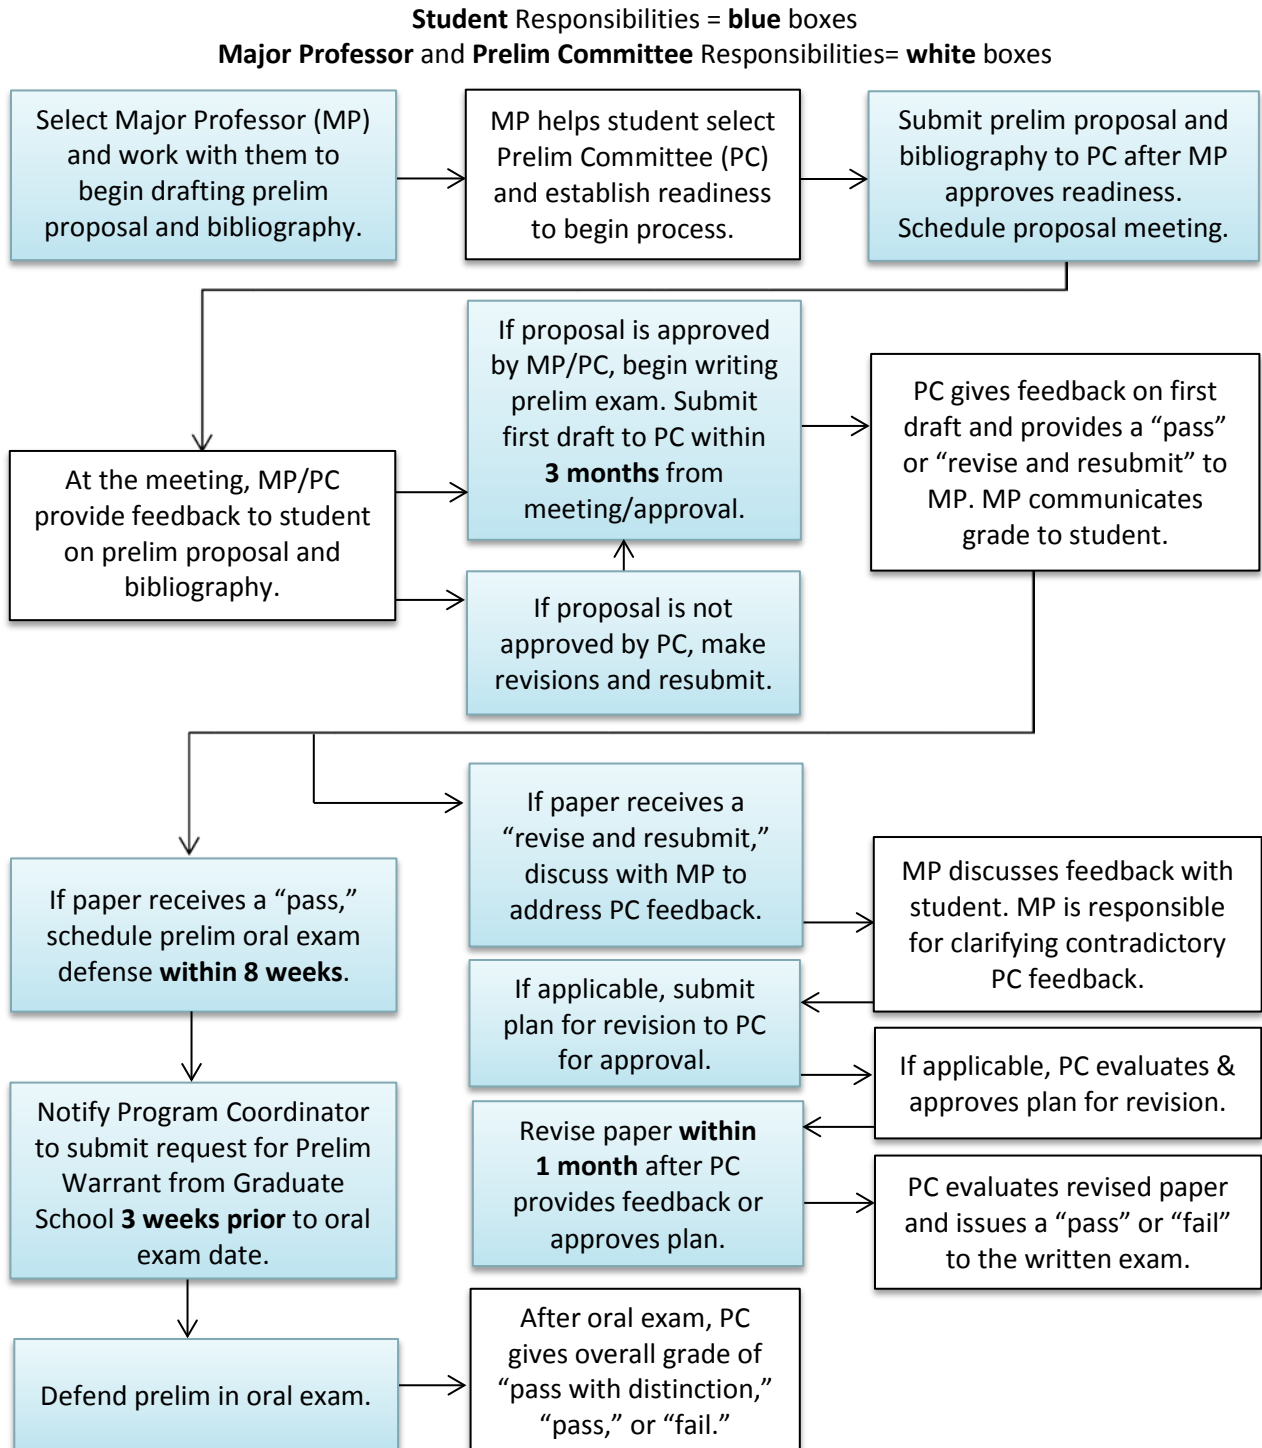 Student Responsibilities = blue boxes
Major Professor and Prelim Committee Responsibilities= white boxes
Select Major Professor (MP)
and work with them to
begin drafting prelim
proposal and bibliography.
MP helps student select
Prelim Committee (PC)
and establish readiness
to begin process.
Submit prelim proposal and
bibliography to PC after MP
approves readiness.
Schedule proposal meeting.
At the meeting, MP/PC
provide feedback to student
on prelim proposal and
bibliography.
If proposal is approved
by MP/PC, begin writing
prelim exam. Submit
first draft to PC within
3 months from
meeting/approval.
If proposal is not
approved by PC, make
revisions and resubmit.
PC gives feedback on first
draft and provides a “pass”
or “revise and resubmit” to
MP. MP communicates
grade to student.
If paper receives a “pass,”
schedule prelim oral exam
defense within 8 weeks.
If paper receives a
“revise and resubmit,”
discuss with MP to
address PC feedback.
MP discusses feedback with
student. MP is responsible
for clarifying contradictory
PC feedback.
If applicable, submit
plan for revision to PC
for approval.
If applicable, PC evaluates &
approves plan for revision.
Revise paper within
1 month after PC
provides feedback or
approves plan.
PC evaluates revised paper
and issues a “pass” or “fail”
to the written exam.
Notify Program Coordinator
to submit request for Prelim
Warrant from Graduate
School 3 weeks prior to oral
exam date.
Defend prelim in oral exam.
After oral exam, PC
gives overall grade of
“pass with distinction,”
“pass,” or “fail.”